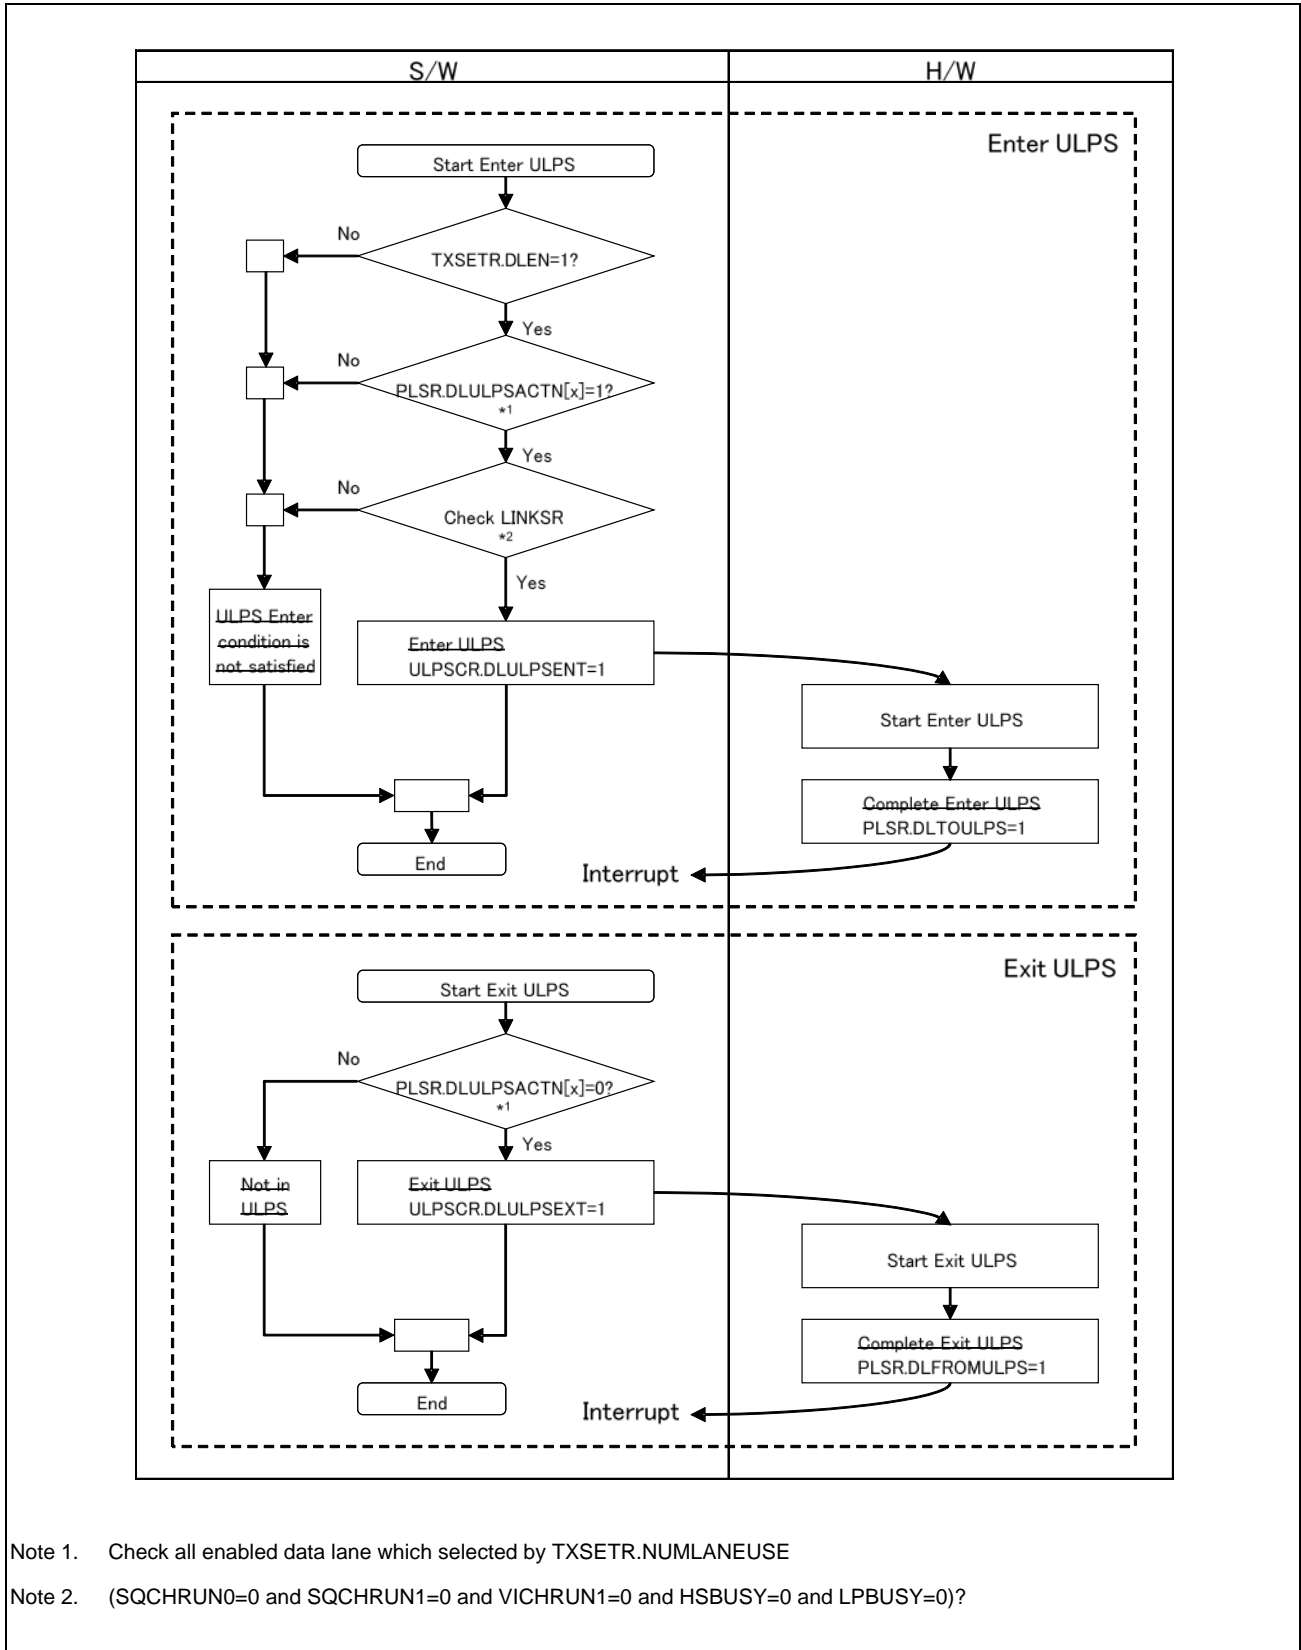 S/W
H/W
Enter ULPS
Start Enter ULPS
No
TXSETR.DLEN=1?
Yes
No
PLSR.DLULPSACTN[x]=1?
*1
Yes
No
Check LINKSR
*2
Yes
ULPS Enter
condition is
not satisfied
Enter ULPS
ULPSCR.DLULPSENT=1
Start Enter ULPS
Complete Enter ULPS
PLSR.DLTOULPS=1
End
Interrupt
Exit ULPS
Start Exit ULPS
No
PLSR.DLULPSACTN[x]=0?
*1
Yes
Not in
ULPS
Exit ULPS
ULPSCR.DLULPSEXT=1
Start Exit ULPS
Complete Exit ULPS
PLSR.DLFROMULPS=1
End
Interrupt
Note 1. Check all enabled data lane which selected by TXSETR.NUMLANEUSE
Note 2. (SQCHRUN0=0 and SQCHRUN1=0 and VICHRUN1=0 and HSBUSY=0 and LPBUSY=0)?